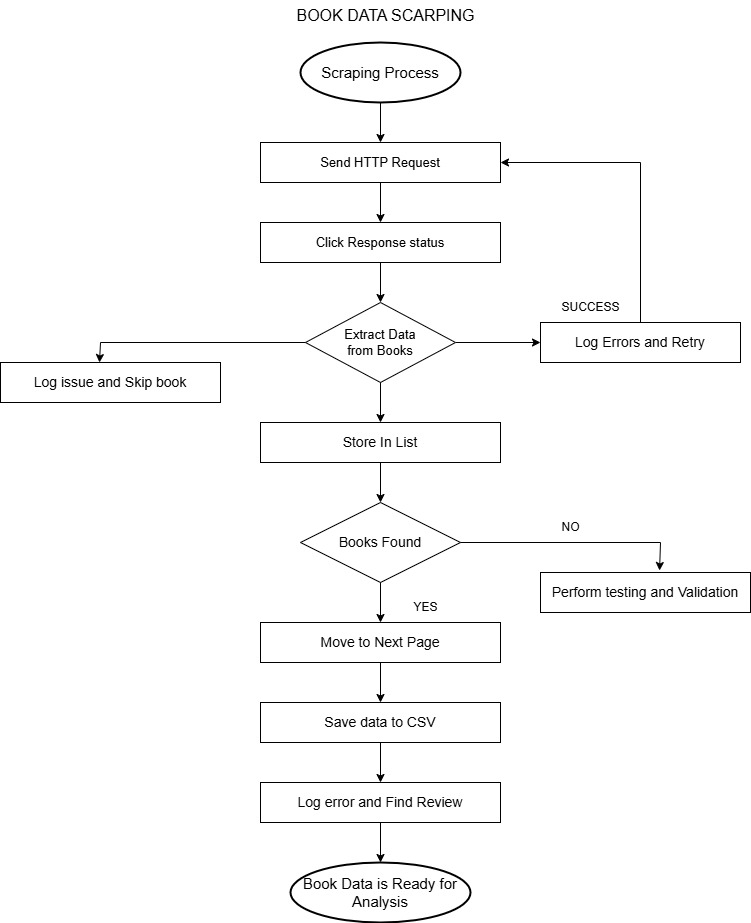 BOOK DATA SCARPING
Scraping Process
Send HTTP Request
Click Response status
SUCCESS
Extract Data
from Books
Log Errors and Retry
Log issue and Skip book
Store In List
NO
Books Found
Perform testing and Validation
YES
Move to Next Page
Save data to CSV
Log error and Find Review
Book Data is Ready for
Analysis